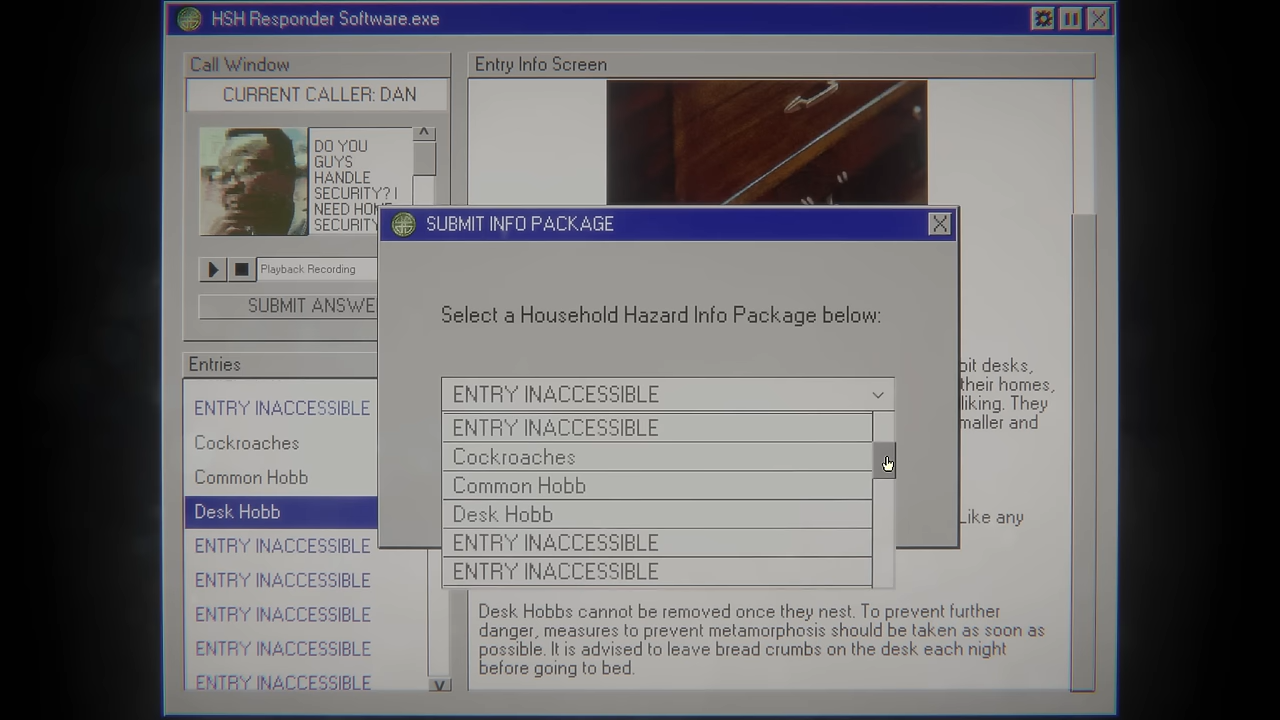 HSH Responder Software.exe
Call Window
CURRENT CALLER: DAN
DO YOU
GUYS
HANDLE
SECURITY? I
NEED HOME
SECURITY
Playback Recording
SUBMIT ANSWE
Entries
ENTRY INACCESSIBLE
Cockroaches
Common Hobb
Desk Hobb
ENTRY INACCESSIBLE
ENTRY INACCESSIBLE
ENTRY INACCESSIBLE
ENTRY INACCESSIBLE
ENTRY INACCESSIBLE
Entry Info Screen
desks,
their homes,
liking. They
maller and
Like any
Desk Hobbs cannot be removed once they nest. To prevent further
danger, measures to prevent metamorphosis should be taken as soon as
possible. It is advised to leave bread crumbs on the desk each night
before going to bed.
SUBMIT INFO PACKAGE
Select a Household Hazard Info Package below:
ENTRY INACCESSIBLE
ENTRY INACCESSIBLE
Cockroaches
Common Hobb
Desk Hobb
ENTRY INACCESSIBLE
ENTRY INACCESSIBLE